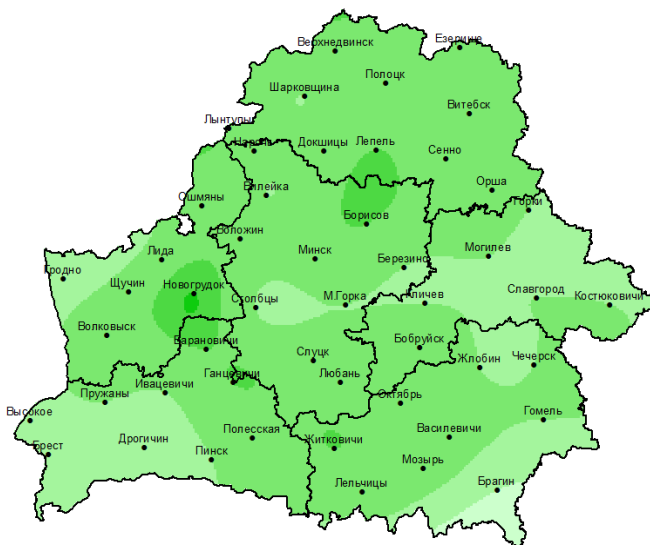 Верхнедвинск
Езерище
Полоцк
Шарковщина
Витебск
Лынтупы
Нарочь
Докшицы
Лепель
Сенно
Вилейка
Орша
Ошмяны
Горки
Борисов
Воложин
Лида
Минск
Могилев
Березино
Гродно
Щучин
Новогрудок
Столбцы
М.Горка
Кличев
Славгород
Костюковичи
Волковыск
Барановичи
Бобруйск
Слуцк
Жлобин
Чечерск
Ганцевичи
Любань
Пружаны
Ивацевичи
Октябрь
Высокое
Гомель
Полесская
Житковичи
Василевичи
Брест
Дрогичин
Пинск
Мозырь
Лельчицы
Брагин